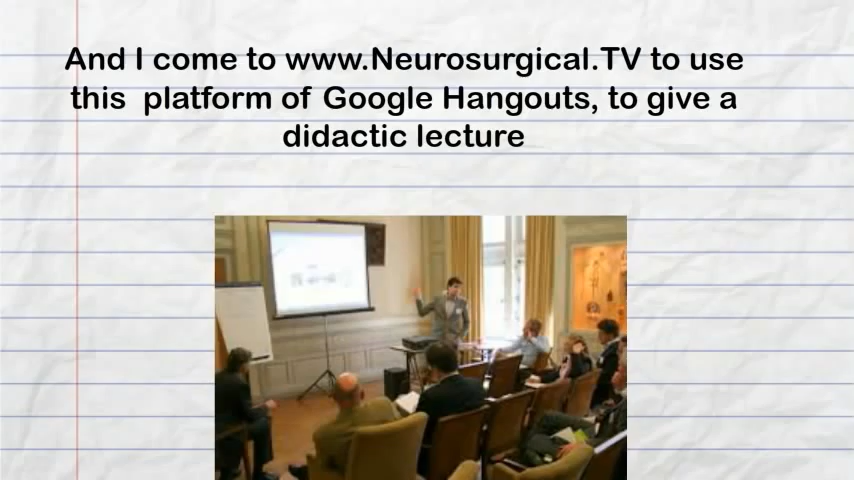 And I come to www.Neurosurgical.TV to use
this platform of Google Hangouts, to give a
didactic lecture